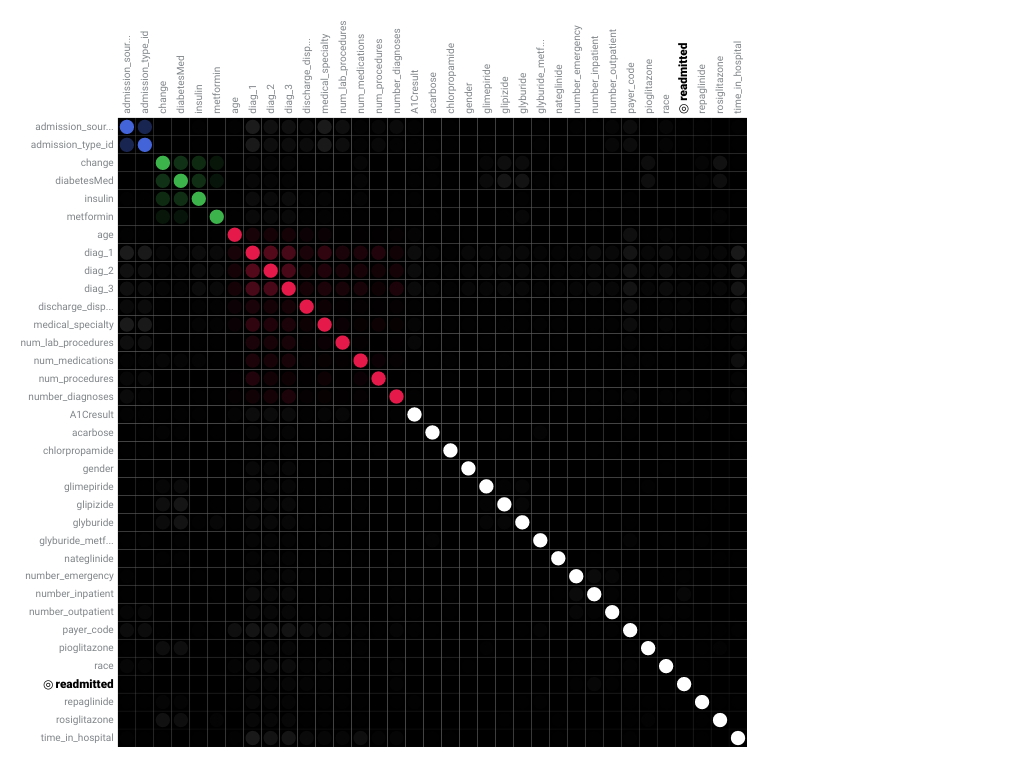 admission_sour...
admission_type_id
change
diabetesMed
insulin
metformin
age
diag_1
diag_2
diag_3
discharge_disp...
medical_specialty
num_lab_procedures
num_medications
num_procedures
number_diagnoses
A1Cresult
acarbose
chlorpropamide
gender
glimepiride
glipizide
glyburide
glyburide_metf...
nateglinide
number_emergency
number_inpatient
number_outpatient
payer_code
pioglitazone
race
◎ readmitted
repaglinide
rosiglitazone
time_in_hospital
admission_sour...
admission_type_id
change
diabetesMed
insulin
metformin
age
diag_1
diag_2
diag_3
discharge_disp...
medical_specialty
num_lab_procedures
num_medications
num_procedures
number_diagnoses
A1Cresult
acarbose
chlorpropamide
gender
glimepiride
glipizide
glyburide
glyburide_metf...
nateglinide
number_emergency
number_inpatient
number_outpatient
payer_code
pioglitazone
race
◎ readmitted
repaglinide
rosiglitazone
time_in_hospital